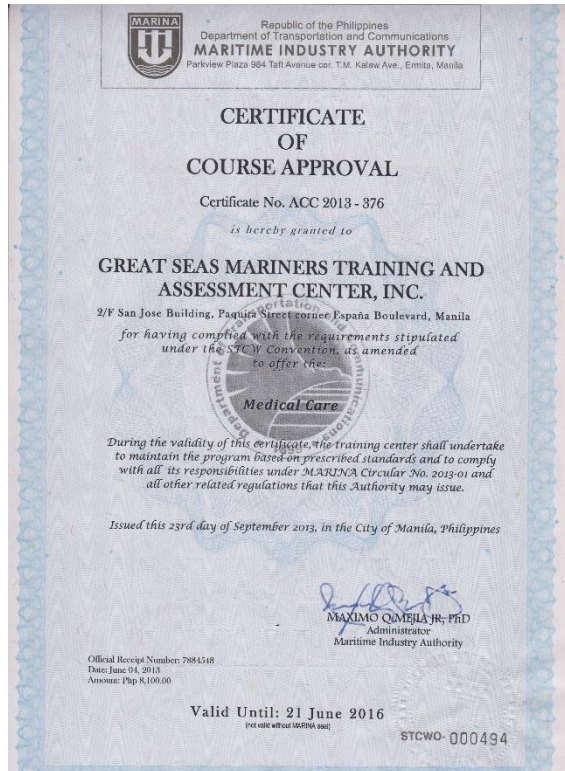 MARINA
Republic of the Philippines
Department of Transportation and Communications
MARITIME INDUSTRY AUTHORITY
Parkview Plaza 984 Taft Avenue cor. T.M. Kalaw Ave., Ermita, Manila
CERTIFICATE
OF
COURSE APPROVAL
Certificate No. ACC 2013 - 376
is hereby granted to
GREAT SEAS MARINERS TRAINING AND
ASSESSMENT CENTER, INC.
2/F San Jose Building, Paquita Street corner España Boulevard, Manila
for having complied with the requirements stipulated
under the STCW Convention, as amended
to offer the:
Medical Care
Department of Transportation and Communications
During the validity of this certificate, the training center shall undertake
to maintain the program based on prescribed standards and to comply
with all its responsibilities under MARINA Circular No. 2013-01 and
all other related regulations that this Authority may issue.
Issued this 23rd day of September 2013, in the City of Manila, Philippines
MAXIMO Q MEJIA JR, PhD
Administrator
Maritime Industry Authority
Official Receipt Number: 7884548
Date: June 04, 2013
Amount: Php 8,100.00
Valid Until: 21 June 2016
(not valid without MARINA seal)
STCWO- 000494